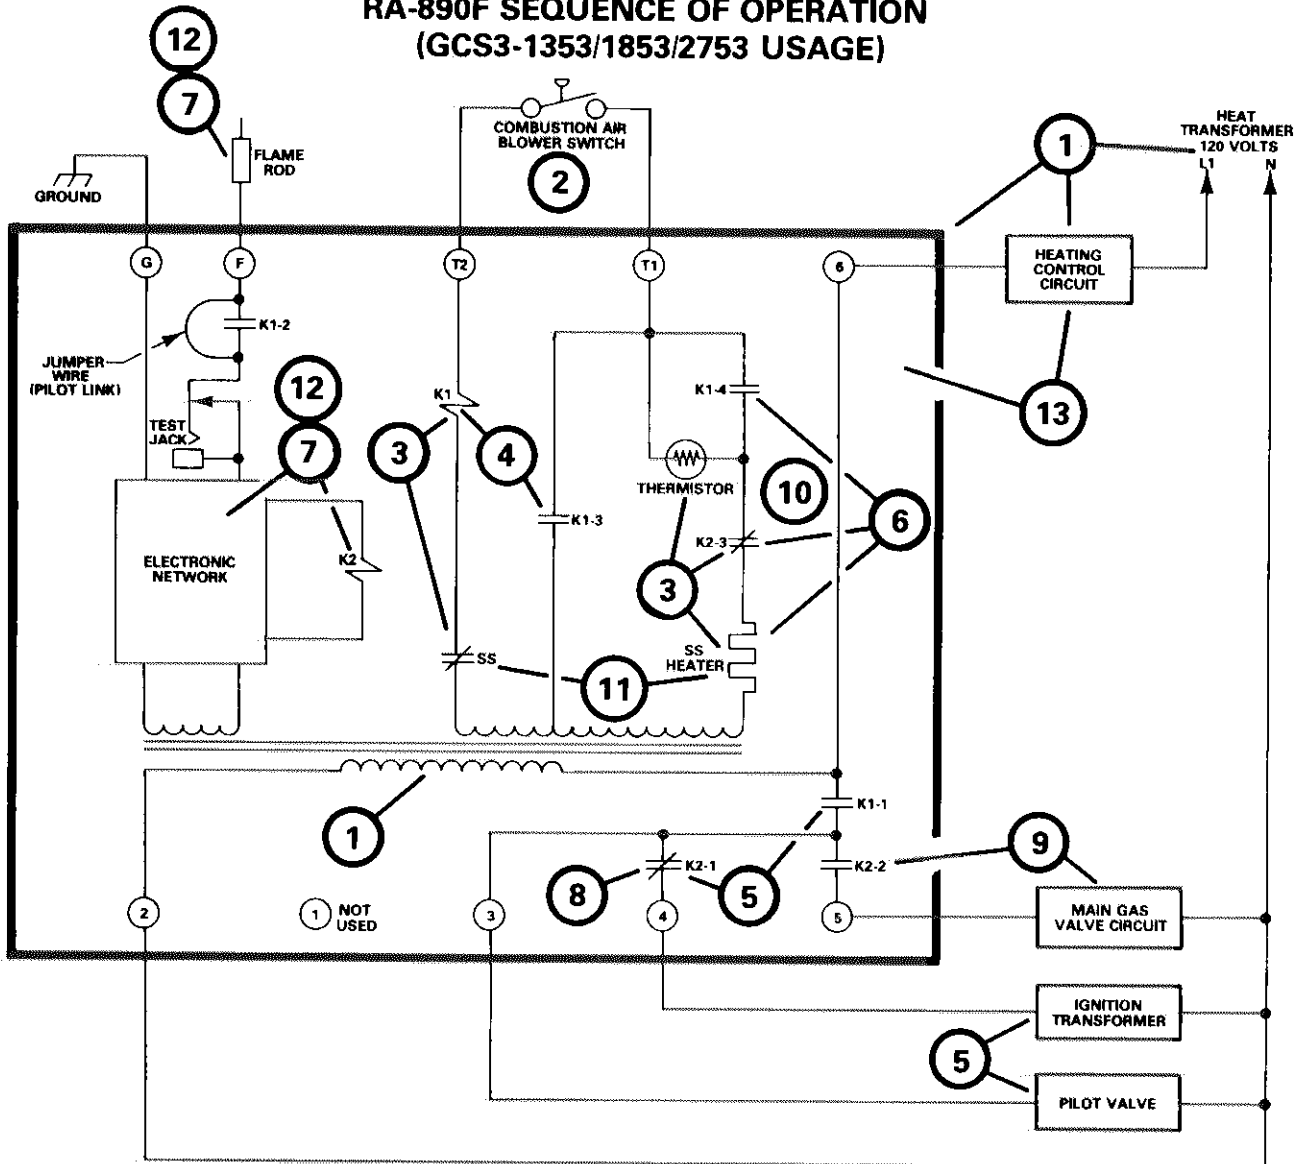 RA-890F SEQUENCE OF OPERATION
(GCS3-1353/1853/2753 USAGE)
12
7
FLAME
ROD
GROUND
COMBUSTION AIR
BLOWER SWITCH
2
1
HEAT
TRANSFORMER
120 VOLTS
L1 N
G
F
T2
T1
6
HEATING
CONTROL
CIRCUIT
K1-2
JUMPER
WIRE
(PILOT LINK)
12
7
TEST
JACK
K1
3
4
K1-3
K1-4
THERMISTOR
10
K2-3
6
3
13
ELECTRONIC
NETWORK
K2
SS
11
SS
HEATER
1
K1-1
K2-1
8
5
K2-2
9
2
1 NOT
USED
3
4
5
MAIN GAS
VALVE CIRCUIT
IGNITION
TRANSFORMER
5
PILOT VALVE